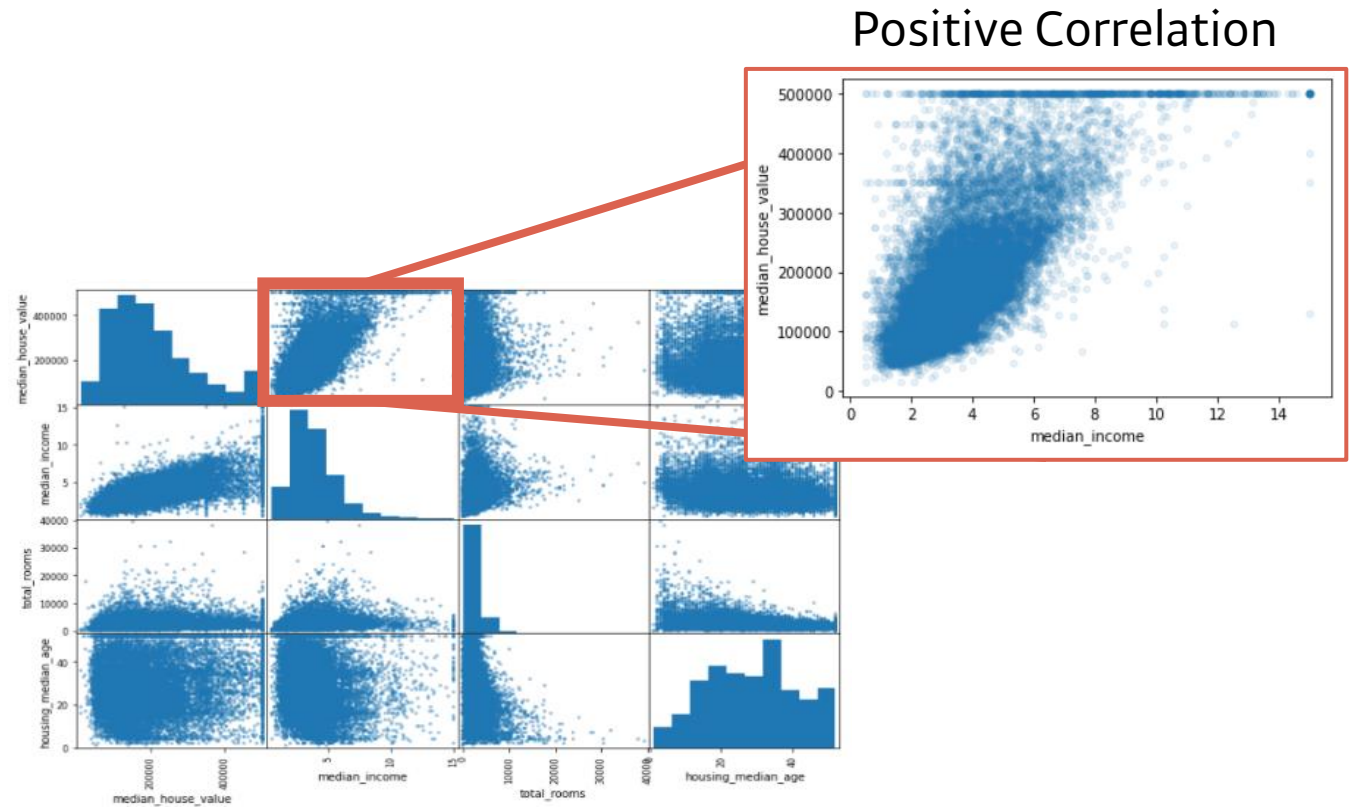 Positive Correlation
500000
400000
300000
200000
100000
0
median_house_value
0 2 4 6 8 10 12 14
median_income
median_house_value
400000
200000
median_income
15
10
5
total_rooms
40000
30000
20000
10000
0
housing_median_age
40
20
0
200000 400000
median_house_value
5 10 15
median_income
0 10000 20000 30000 40000
total_rooms
20 40
housing_median_age